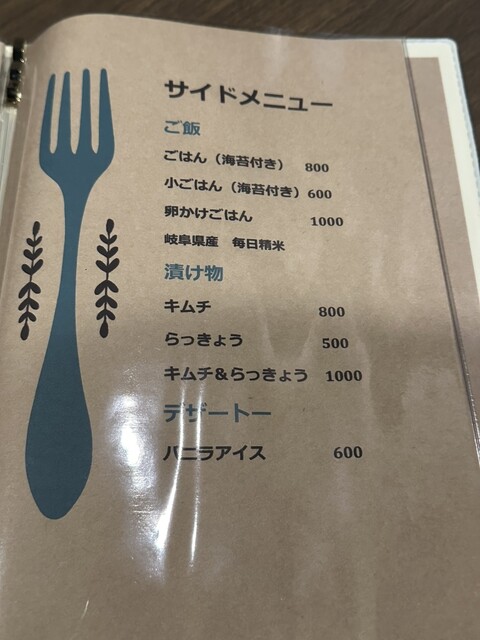 サイドメニュー
ご飯
ごはん（海苔付き） 800
小ごはん（海苔付き） 600
卵かけごはん 1000
岐阜県産 毎日精米
漬け物
キムチ 800
らっきょう 500
キムチ＆らっきょう 1000
デザートー
バニラアイス 600